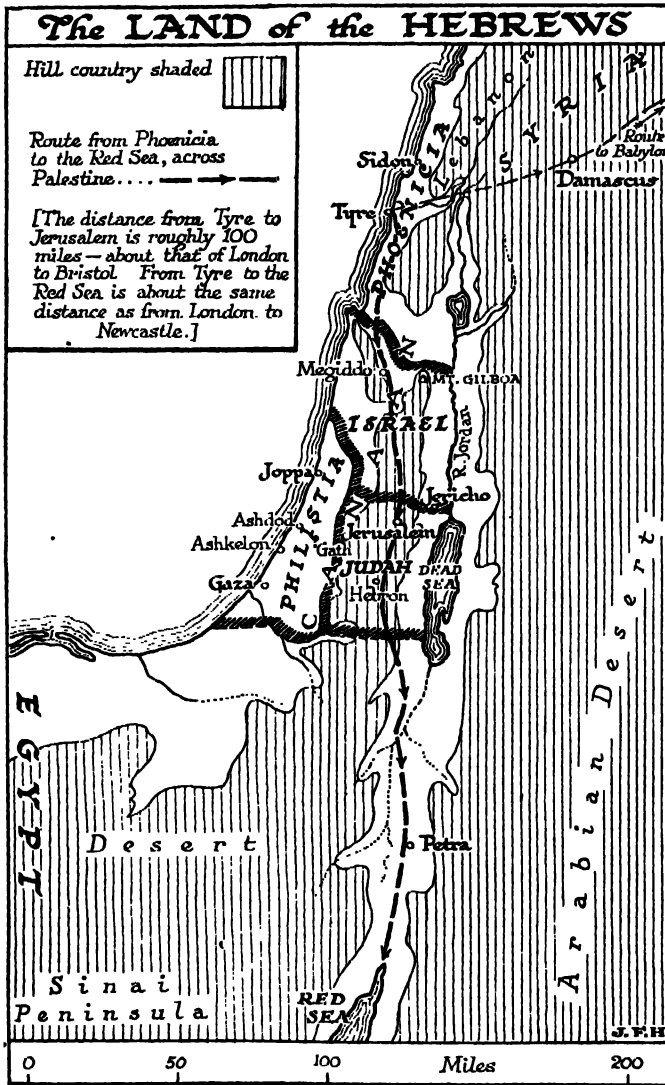 The LAND of the HEBREWS
Hill country shaded
Route from Phœnicia
to the Red Sea, across
Palestine....
[The distance from Tyre to
Jerusalem is roughly 100
miles — about that of London
to Bristol From Tyre to the
Red Sea is about the same
distance as from London to
Newcastle.]
SYRIA
Lebanon
Route
to Babylon
Sidon
Damascus
PHOENICIA
Tyre
CANAAN
Megiddo
MT. GILBOA
ISRAEL
R. Jordan
PHILISTIA
Joppa
Jericho
Ashdod
Jerusalem
Ashkelon
Gath
JUDAH
DEAD
SEA
Gaza
Hebron
Arabian Desert
EGYPT
Desert
Petra
Sinai
Peninsula
RED
SEA
J.F.H
0 50 100 Miles 200